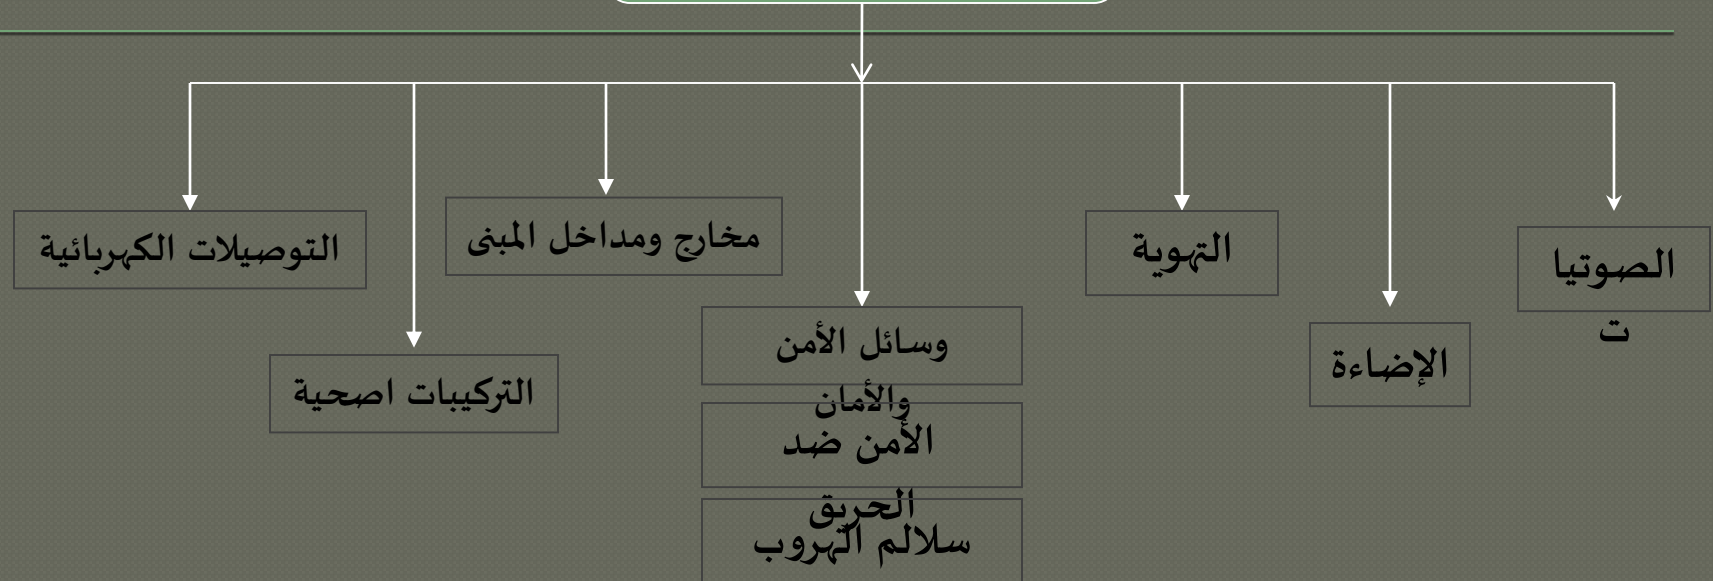 الصوتيا
ت
الإضاءة
التهوية
وسائل الأمن
والأمان
الأمن ضد
الحريق
سلالم الهروب
مخارج ومداخل المبنى
التركيبات اصحية
التوصيلات الكهربائية